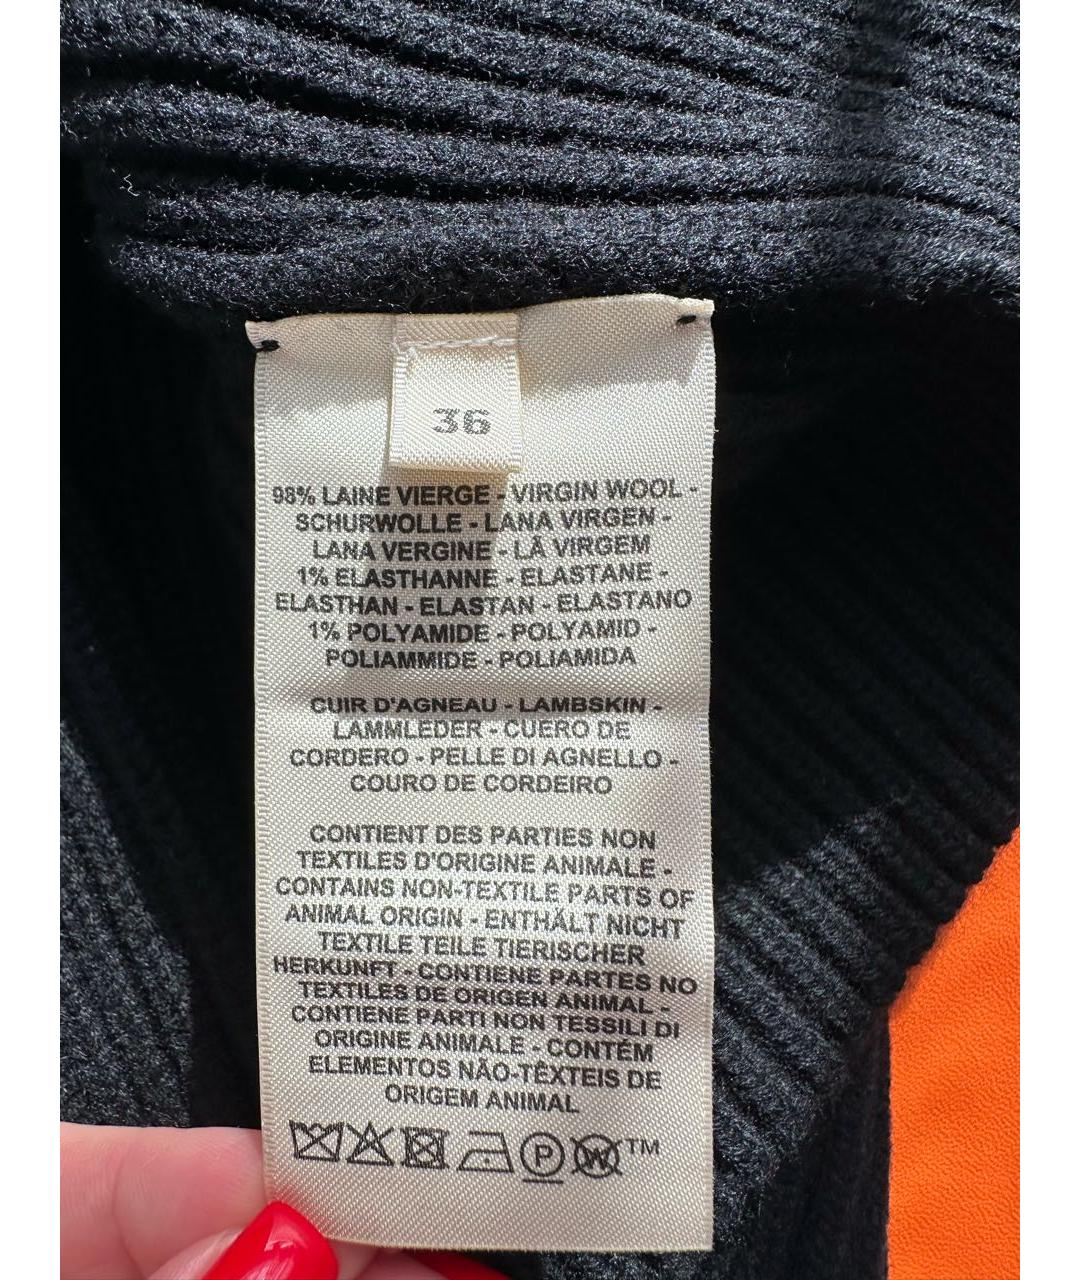 36
98% LAINE VIERGE - VIRGIN WOOL -
SCHURWOLLE - LANA VIRGEN -
LANA VERGINE - LÃ VIRGEM
1% ELASTHANNE - ELASTANE -
ELASTHAN - ELASTAN - ELASTANO
1% POLYAMIDE - POLYAMID -
POLIAMMIDE - POLIAMIDA
CUIR D'AGNEAU - LAMBSKIN -
LAMMLEDER - CUERO DE
CORDERO - PELLE DI AGNELLO -
COURO DE CORDEIRO
CONTIENT DES PARTIES NON
TEXTILES D'ORIGINE ANIMALE -
CONTAINS NON-TEXTILE PARTS OF
ANIMAL ORIGIN - ENTHÄLT NICHT
TEXTILE TEILE TIERISCHER
HERKUNFT - CONTIENE PARTES NO
TEXTILES DE ORIGEN ANIMAL -
CONTIENE PARTI NON TESSILI DI
ORIGINE ANIMALE - CONTÉM
ELEMENTOS NÃO-TÊXTEIS DE
ORIGEM ANIMAL
P W ™